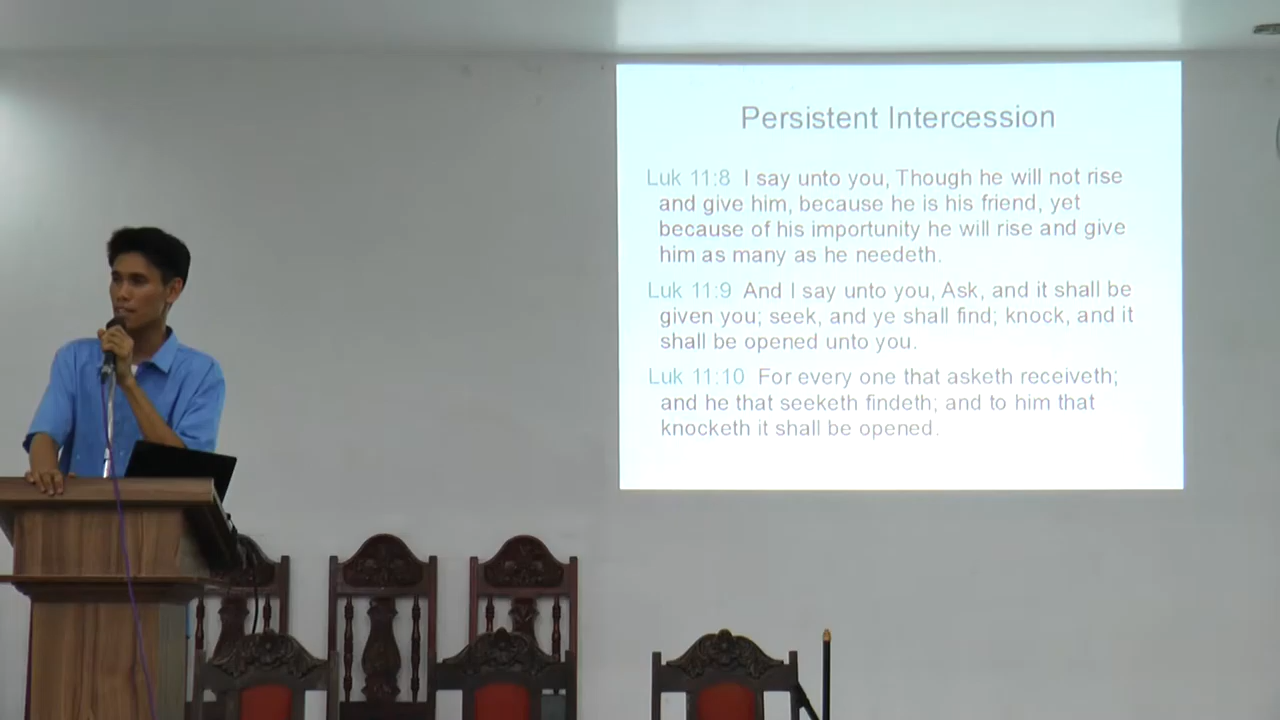 Persistent Intercession
Luk 11:8 I say unto you, Though he will not rise
and give him, because he is his friend, yet
because of his importunity he will rise and give
him as many as he needeth.
Luk 11:9 And I say unto you, Ask, and it shall be
given you; seek, and ye shall find; knock, and it
shall be opened unto you.
Luk 11:10 For every one that asketh receiveth;
and he that seeketh findeth; and to him that
knocketh it shall be opened.